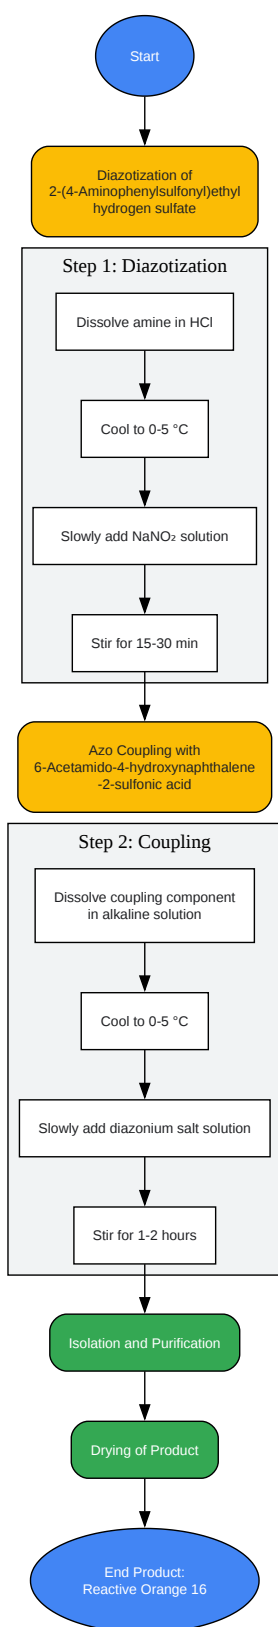 Start
Diazotization of
2-(4-Aminophenylsulfonyl)ethyl
hydrogen sulfate
Step 1: Diazotization
Dissolve amine in HCl
Cool to 0-5 °C
Slowly add NaNO₂ solution
Stir for 15-30 min
Azo Coupling with
6-Acetamido-4-hydroxynaphthalene
-2-sulfonic acid
Step 2: Coupling
Dissolve coupling component
in alkaline solution
Cool to 0-5 °C
Slowly add diazonium salt solution
Stir for 1-2 hours
Isolation and Purification
Drying of Product
End Product:
Reactive Orange 16